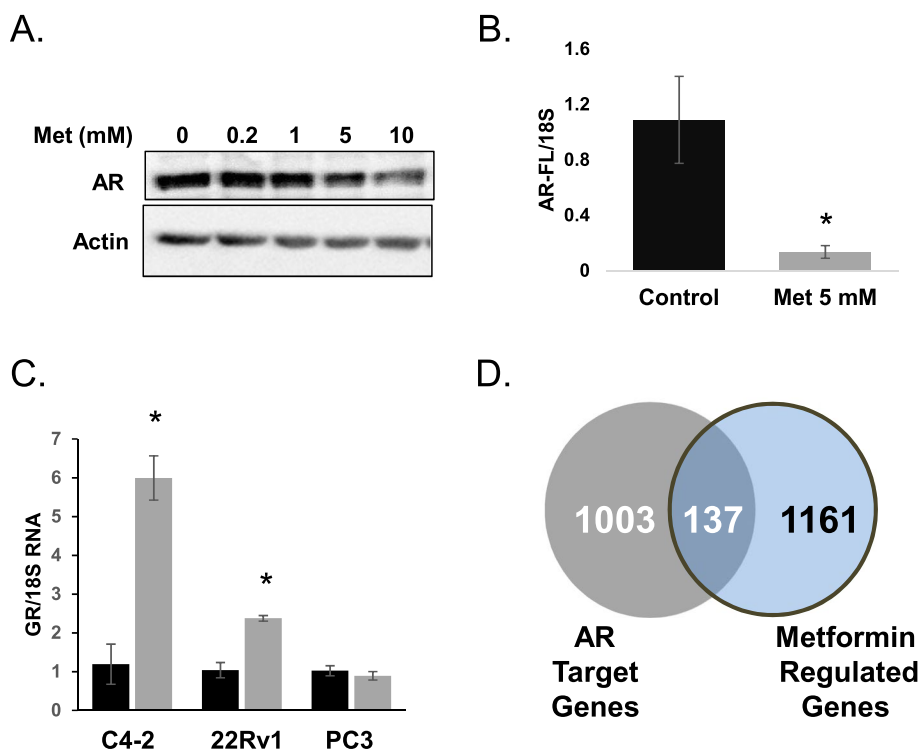 A.
Met (mM) 0 0.2 1 5 10
AR
Actin
B.
AR-FL/18S
1.6
1.2
0.8
0.4
0
*
Control Met 5 mM
C.
GR/18S RNA
7
6
5
4
3
2
1
0
*
*
C4-2 22Rv1 PC3
D.
1003 137 1161
AR
Target
Genes
Metformin
Regulated
Genes